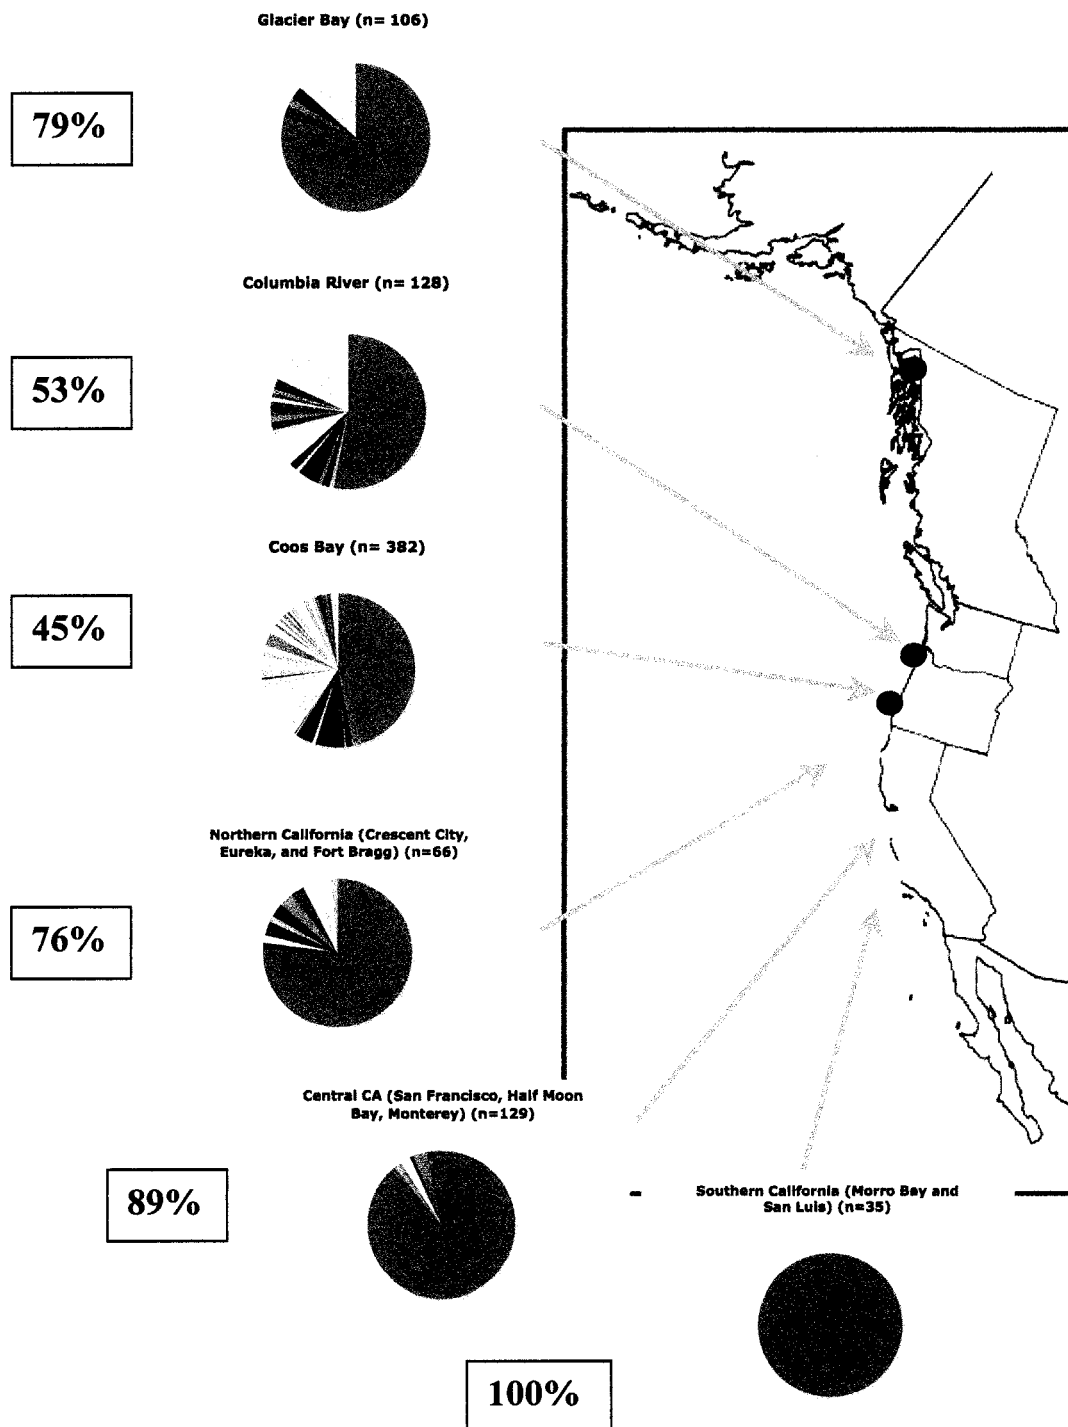 Glacier Bay (n= 106)
79%
Columbia River (n= 128)
53%
Coos Bay (n= 382)
45%
Northern California (Crescent City,
Eureka, and Fort Bragg) (n=66)
76%
Central CA (San Francisco, Half Moon
Bay, Monterey) (n=129)
89%
Southern California (Morro Bay and
San Luis) (n=35)
100%